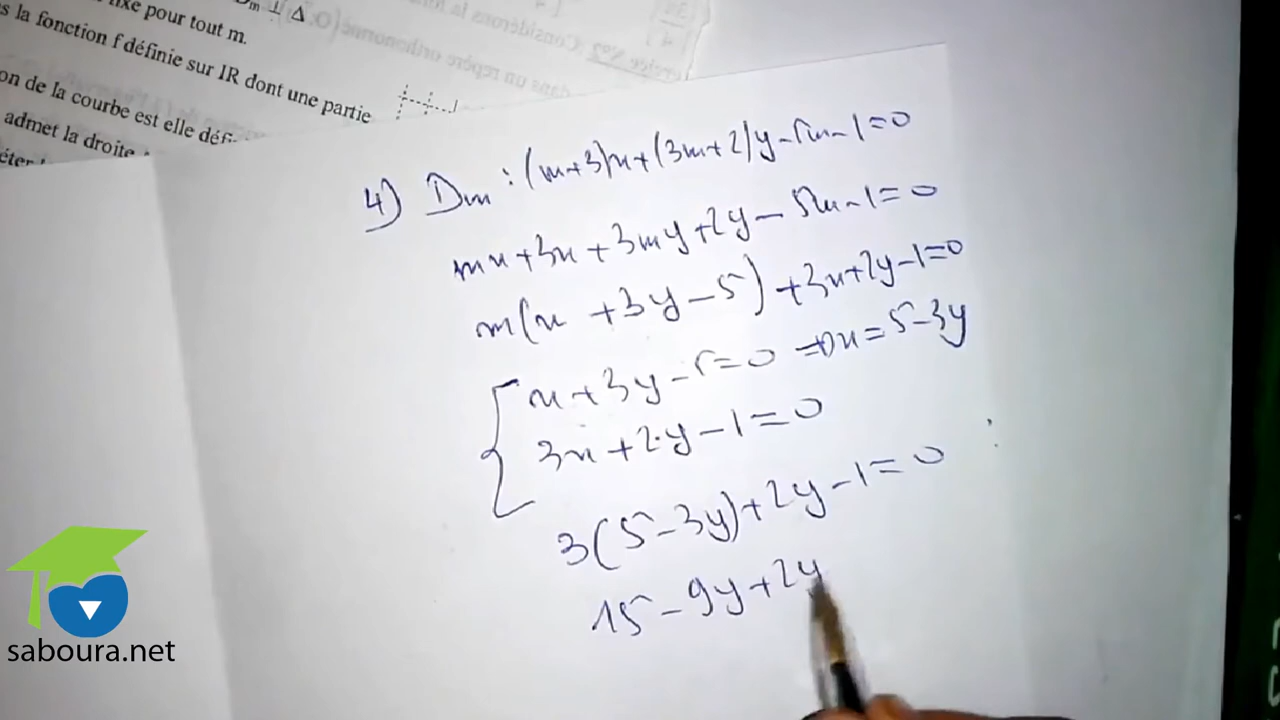 fixe pour tout m.
la fonction f définie sur IR dont une partie
de la courbe est elle
admet la droite
4) Dm : (m+3)x+(3m+2)y-5m-1=0
mx+3x+3my+2y-5m-1=0
m(x+3y-5)+3x+2y-1=0
x+3y-5=0 ⇒ x=5-3y
3x+2y-1=0
3(5-3y)+2y-1=0
15-9y+2y
saboura.net